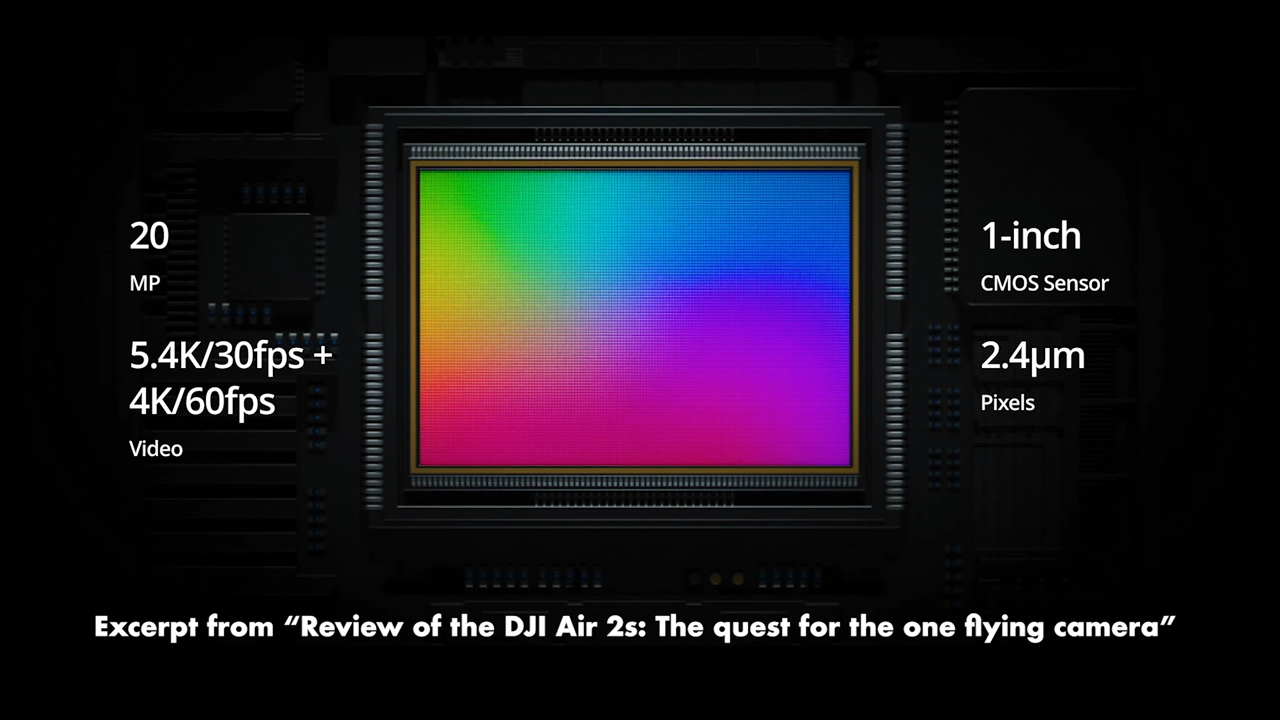 20
MP
5.4K/30fps +
4K/60fps
Video
1-inch
CMOS Sensor
2.4µm
Pixels
Excerpt from “Review of the DJI Air 2s: The quest for the one flying camera”